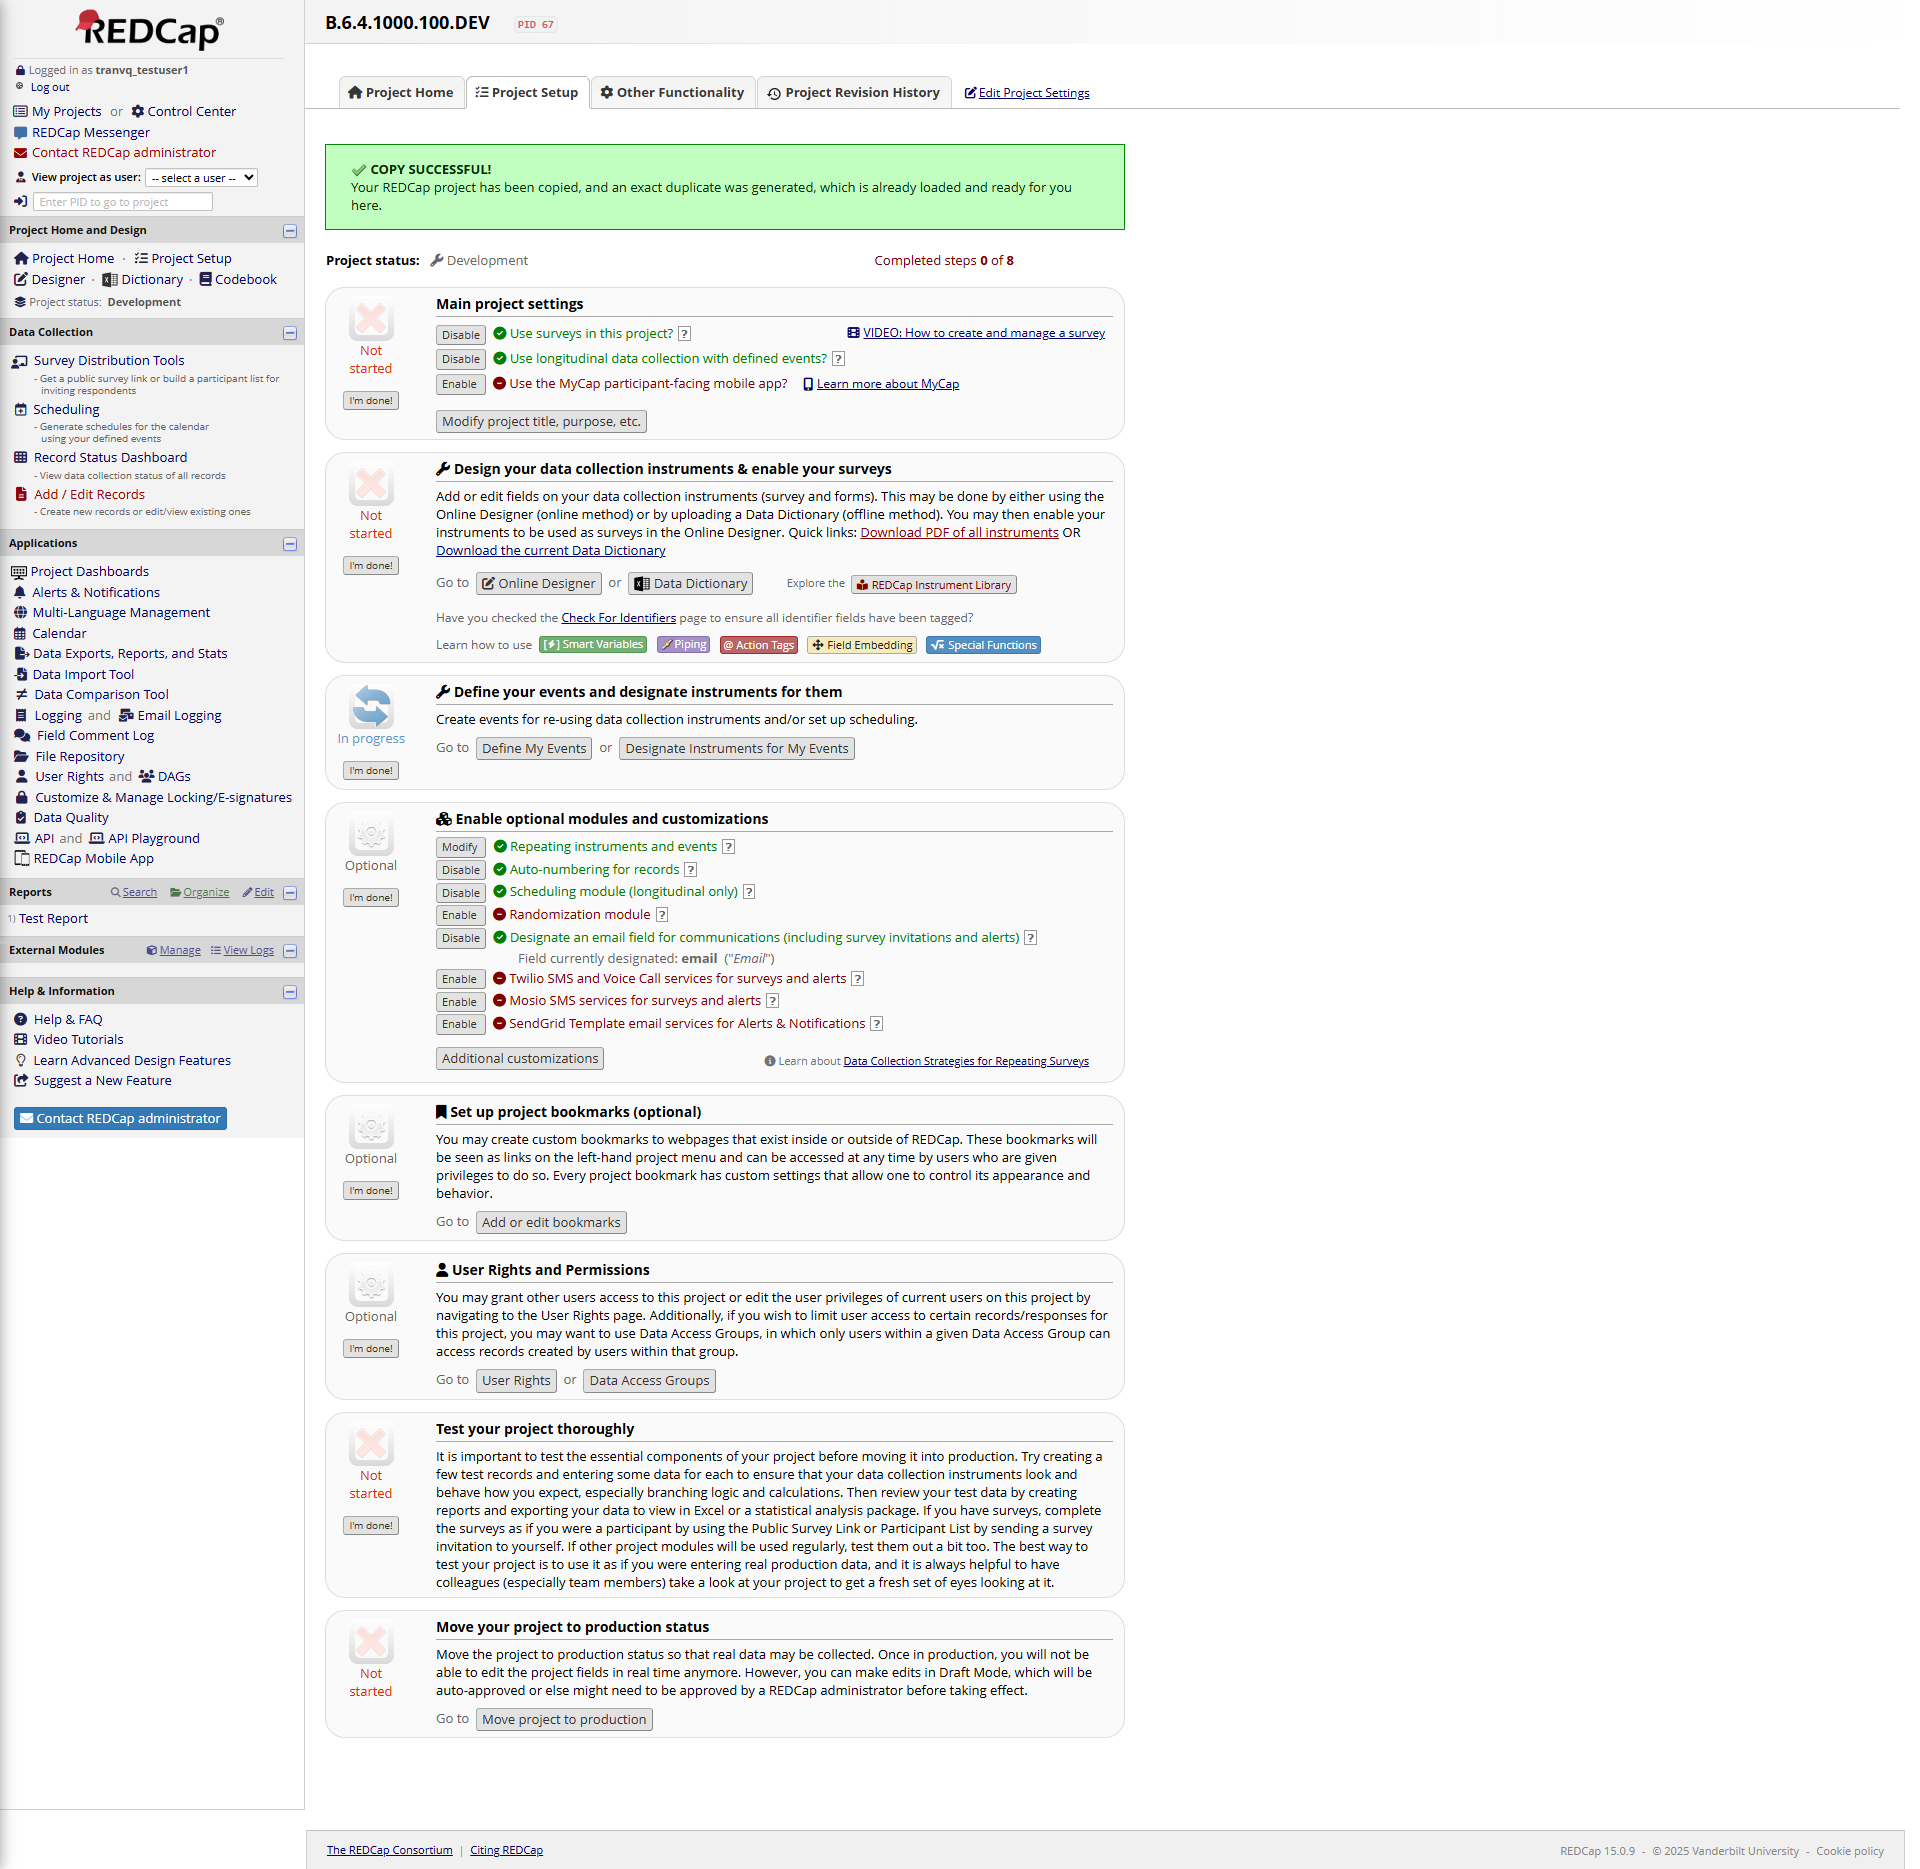 REDCap®
Logged in as tranvq_testuser1
Log out
My Projects or Control Center
REDCap Messenger
Contact REDCap administrator
View project as user: -- select a user --
Enter PID to go to project
Project Home and Design
Project Home · Project Setup
Designer · Dictionary · Codebook
Project status: Development
Data Collection
Survey Distribution Tools
- Get a public survey link or build a participant list for
inviting respondents
Scheduling
- Generate schedules for the calendar
using your defined events
Record Status Dashboard
- View data collection status of all records
Add / Edit Records
- Create new records or edit/view existing ones
Applications
Project Dashboards
Alerts & Notifications
Multi-Language Management
Calendar
Data Exports, Reports, and Stats
Data Import Tool
Data Comparison Tool
Logging and Email Logging
Field Comment Log
File Repository
User Rights and DAGs
Customize & Manage Locking/E-signatures
Data Quality
API and API Playground
REDCap Mobile App
Reports Search Organize Edit
1) Test Report
External Modules Manage View Logs
Help & Information
Help & FAQ
Video Tutorials
Learn Advanced Design Features
Suggest a New Feature
Contact REDCap administrator
B.6.4.1000.100.DEV PID 67
Project Home Project Setup Other Functionality Project Revision History Edit Project Settings
COPY SUCCESSFUL!
Your REDCap project has been copied, and an exact duplicate was generated, which is already loaded and ready for you
here.
Project status: Development Completed steps 0 of 8
Not
started
I'm done!
Main project settings
Disable Use surveys in this project? ? VIDEO: How to create and manage a survey
Disable Use longitudinal data collection with defined events? ?
Enable Use the MyCap participant-facing mobile app? Learn more about MyCap
Modify project title, purpose, etc.
Not
started
I'm done!
Design your data collection instruments & enable your surveys
Add or edit fields on your data collection instruments (survey and forms). This may be done by either using the
Online Designer (online method) or by uploading a Data Dictionary (offline method). You may then enable your
instruments to be used as surveys in the Online Designer. Quick links: Download PDF of all instruments OR
Download the current Data Dictionary
Go to Online Designer or Data Dictionary Explore the REDCap Instrument Library
Have you checked the Check For Identifiers page to ensure all identifier fields have been tagged?
Learn how to use [⚡] Smart Variables Piping @ Action Tags Field Embedding Special Functions
In progress
I'm done!
Define your events and designate instruments for them
Create events for re-using data collection instruments and/or set up scheduling.
Go to Define My Events or Designate Instruments for My Events
Optional
I'm done!
Enable optional modules and customizations
Modify Repeating instruments and events ?
Disable Auto-numbering for records ?
Disable Scheduling module (longitudinal only) ?
Enable Randomization module ?
Disable Designate an email field for communications (including survey invitations and alerts) ?
Field currently designated: email ("Email")
Enable Twilio SMS and Voice Call services for surveys and alerts ?
Enable Mosio SMS services for surveys and alerts ?
Enable SendGrid Template email services for Alerts & Notifications ?
Additional customizations Learn about Data Collection Strategies for Repeating Surveys
Optional
I'm done!
Set up project bookmarks (optional)
You may create custom bookmarks to webpages that exist inside or outside of REDCap. These bookmarks will
be seen as links on the left-hand project menu and can be accessed at any time by users who are given
privileges to do so. Every project bookmark has custom settings that allow one to control its appearance and
behavior.
Go to Add or edit bookmarks
Optional
I'm done!
User Rights and Permissions
You may grant other users access to this project or edit the user privileges of current users on this project by
navigating to the User Rights page. Additionally, if you wish to limit user access to certain records/responses for
this project, you may want to use Data Access Groups, in which only users within a given Data Access Group can
access records created by users within that group.
Go to User Rights or Data Access Groups
Not
started
I'm done!
Test your project thoroughly
It is important to test the essential components of your project before moving it into production. Try creating a
few test records and entering some data for each to ensure that your data collection instruments look and
behave how you expect, especially branching logic and calculations. Then review your test data by creating
reports and exporting your data to view in Excel or a statistical analysis package. If you have surveys, complete
the surveys as if you were a participant by using the Public Survey Link or Participant List by sending a survey
invitation to yourself. If other project modules will be used regularly, test them out a bit too. The best way to
test your project is to use it as if you were entering real production data, and it is always helpful to have
colleagues (especially team members) take a look at your project to get a fresh set of eyes looking at it.
Not
started
Move your project to production status
Move the project to production status so that real data may be collected. Once in production, you will not be
able to edit the project fields in real time anymore. However, you can make edits in Draft Mode, which will be
auto-approved or else might need to be approved by a REDCap administrator before taking effect.
Go to Move project to production
The REDCap Consortium | Citing REDCap
REDCap 15.0.9 - © 2025 Vanderbilt University - Cookie policy